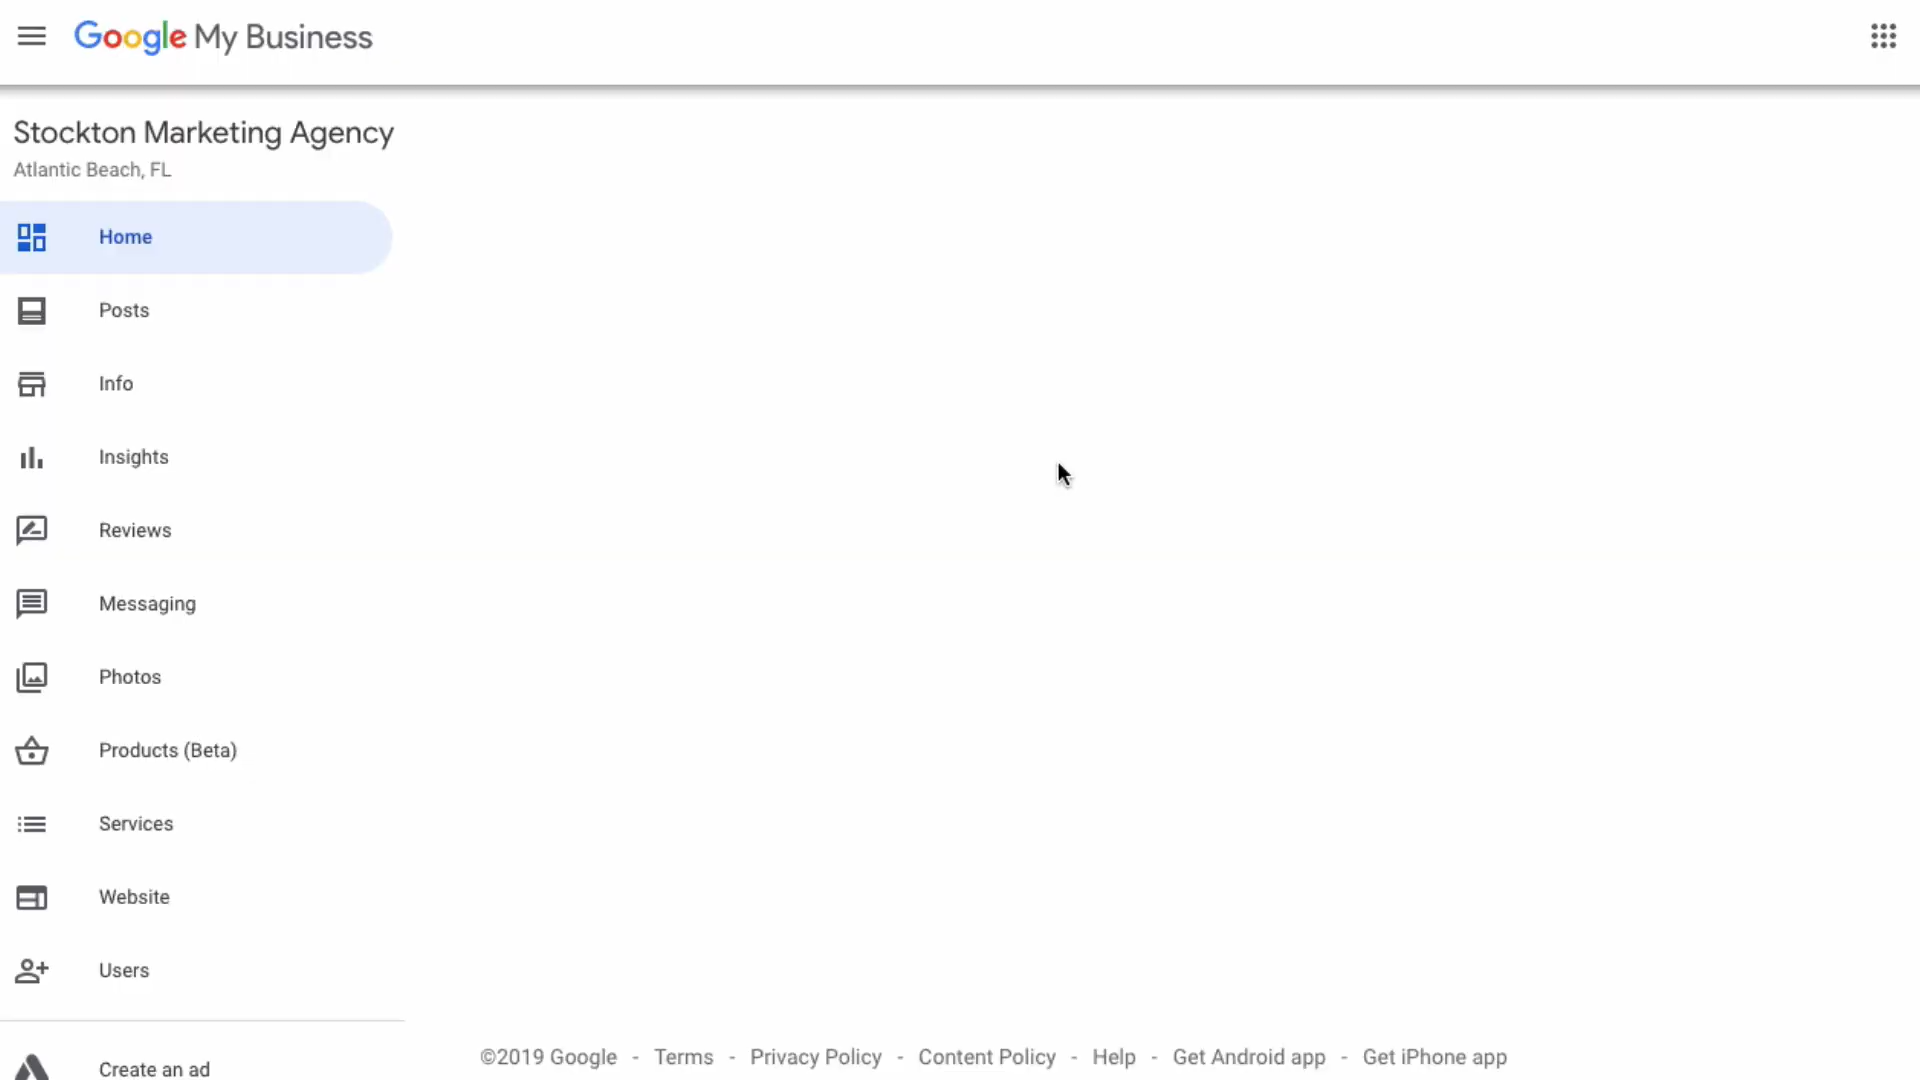 Google My Business
Stockton Marketing Agency
Atlantic Beach, FL
Home
Posts
Info
Insights
Reviews
Messaging
Photos
Products (Beta)
Services
Website
Users
Create an ad
©2019 Google - Terms - Privacy Policy - Content Policy - Help - Get Android app - Get iPhone app